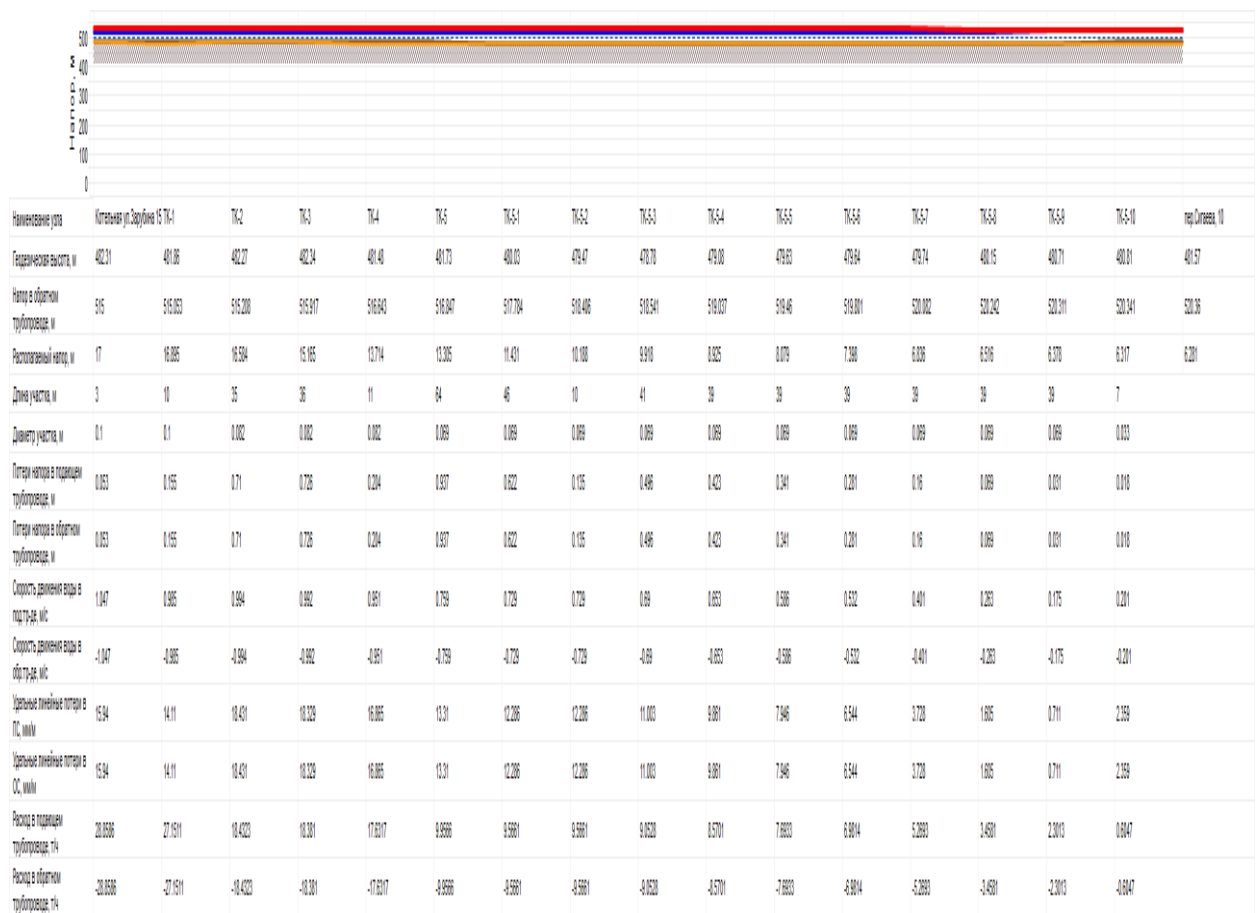 500
400
300
200
100
0
Напор, м
Наименование узла Котельная ул.Зарубина 15 ТК-1 ТК-2 ТК-3 ТК-4 ТК-5 ТК-5-1 ТК-5-2 ТК-5-3 ТК-5-4 ТК-5-5 ТК-5-6 ТК-5-7 ТК-5-8 ТК-5-9 ТК-5-10 пер.Сигаева, 10
Геодезическая высота, м 482.31 481.86 482.27 482.34 481.48 481.73 480.03 479.47 478.78 479.08 479.63 479.64 479.74 480.15 480.71 480.81 481.57
Напор в обратном
трубопроводе, м 515 515.053 515.208 515.917 516.643 516.847 517.784 518.406 518.541 519.037 519.46 519.801 520.082 520.242 520.311 520.341 520.36
Располагаемый напор, м 17 16.895 16.584 15.165 13.714 13.305 11.431 10.188 9.918 8.925 8.079 7.398 6.836 6.516 6.378 6.317 6.281
Длина участка, м 3 10 35 36 11 64 46 10 41 39 39 39 39 39 39 7
Диаметр участка, м 0.1 0.1 0.082 0.082 0.082 0.069 0.069 0.069 0.069 0.069 0.069 0.069 0.069 0.069 0.069 0.033
Потери напора в подающем
трубопроводе, м 0.053 0.155 0.71 0.726 0.204 0.937 0.622 0.135 0.496 0.423 0.341 0.281 0.16 0.069 0.031 0.018
Потери напора в обратном
трубопроводе, м 0.053 0.155 0.71 0.726 0.204 0.937 0.622 0.135 0.496 0.423 0.341 0.281 0.16 0.069 0.031 0.018
Скорость движения воды в
под.тр-де, м/с 1.047 0.985 0.994 0.992 0.951 0.759 0.729 0.729 0.69 0.653 0.586 0.532 0.401 0.263 0.175 0.201
Скорость движения воды в
обр.тр-де, м/с -1.047 -0.985 -0.994 -0.992 -0.951 -0.759 -0.729 -0.729 -0.69 -0.653 -0.586 -0.532 -0.401 -0.263 -0.175 -0.201
Удельные линейные потери в
ПС, мм/м 15.94 14.11 18.431 18.329 16.865 13.31 12.286 12.286 11.003 9.861 7.946 6.544 3.728 1.605 0.711 2.359
Удельные линейные потери в
ОС, мм/м 15.94 14.11 18.431 18.329 16.865 13.31 12.286 12.286 11.003 9.861 7.946 6.544 3.728 1.605 0.711 2.359
Расход в подающем
трубопроводе, т/ч 28.8586 27.1511 18.4323 18.381 17.6317 9.9566 9.5661 9.5661 9.0528 8.5701 7.6933 6.9814 5.2693 3.4581 2.3013 0.6047
Расход в обратном
трубопроводе, т/ч -28.8586 -27.1511 -18.4323 -18.381 -17.6317 -9.9566 -9.5661 -9.5661 -9.0528 -8.5701 -7.6933 -6.9814 -5.2693 -3.4581 -2.3013 -0.6047